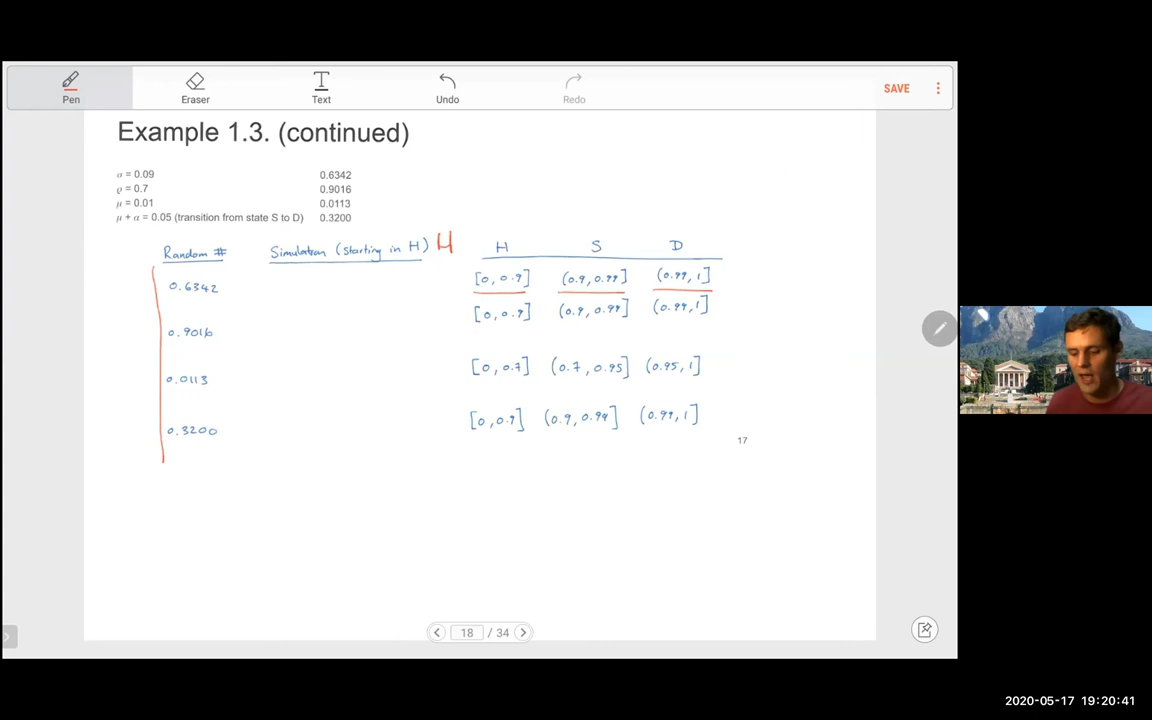 Pen Eraser Text Undo Redo SAVE
Example 1.3. (continued)
σ = 0.09 0.6342
ϱ = 0.7 0.9016
μ = 0.01 0.0113
μ + α = 0.05 (transition from state S to D) 0.3200
Random # Simulation (starting in H) H H S D
0.6342 [0, 0.9] (0.9, 0.99] (0.99, 1]
[0, 0.9] (0.9, 0.99] (0.99, 1]
0.9016
0.0113 [0, 0.7] (0.7, 0.95] (0.95, 1]
0.3200 [0, 0.9] (0.9, 0.99] (0.99, 1]
17
18 / 34
2020-05-17 19:20:41